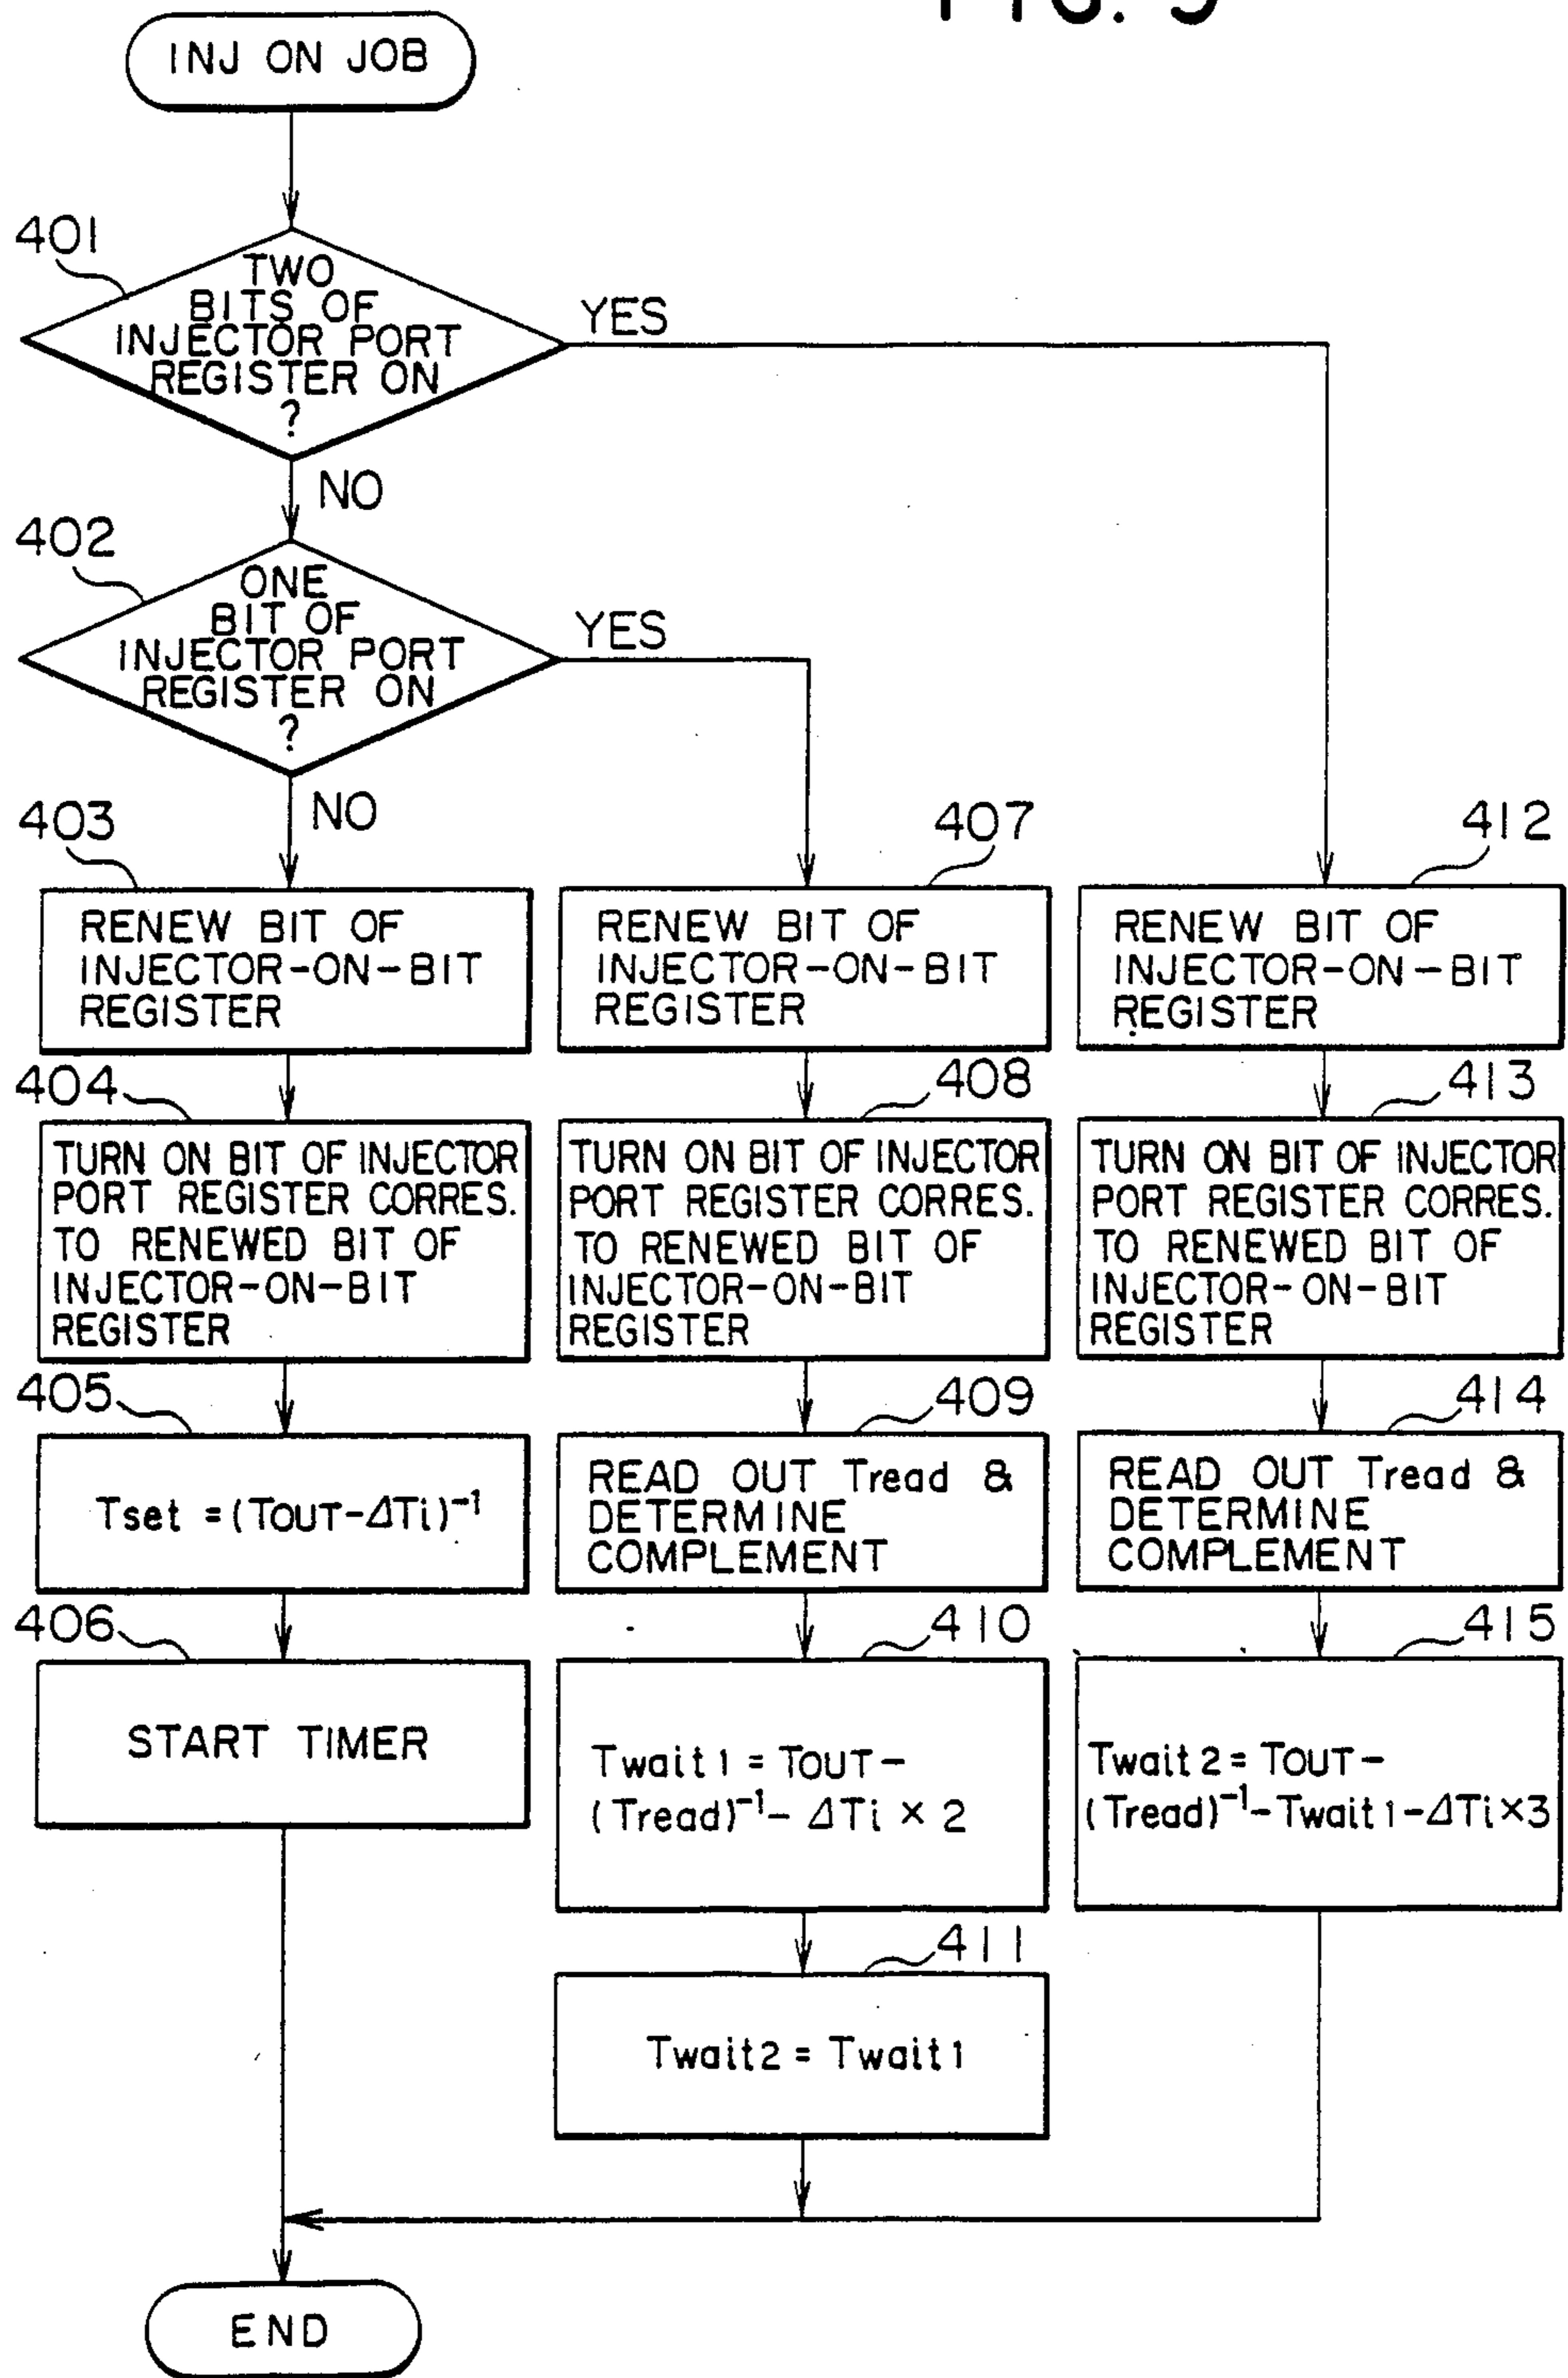 FIG. 5
INJ ON JOB
401
TWO
BITS OF
INJECTOR PORT
REGISTER ON
?
YES
NO
402
ONE
BIT OF
INJECTOR PORT
REGISTER ON
?
YES
NO
403
RENEW BIT OF
INJECTOR-ON-BIT
REGISTER
404
TURN ON BIT OF INJECTOR
PORT REGISTER CORRES.
TO RENEWED BIT OF
INJECTOR-ON-BIT
REGISTER
405
Tset = (TOUT-ΔTi)⁻¹
406
START TIMER
407
RENEW BIT OF
INJECTOR-ON-BIT
REGISTER
408
TURN ON BIT OF INJECTOR
PORT REGISTER CORRES.
TO RENEWED BIT OF
INJECTOR-ON-BIT
REGISTER
409
READ OUT Tread &
DETERMINE
COMPLEMENT
410
Twait1 = TOUT-
(Tread)⁻¹- ΔTi × 2
411
Twait2 = Twait1
412
RENEW BIT OF
INJECTOR-ON-BIT
REGISTER
413
TURN ON BIT OF INJECTOR
PORT REGISTER CORRES.
TO RENEWED BIT OF
INJECTOR-ON-BIT
REGISTER
414
READ OUT Tread &
DETERMINE
COMPLEMENT
415
Twait2 = TOUT-
(Tread)⁻¹-Twait1-ΔTi×3
END